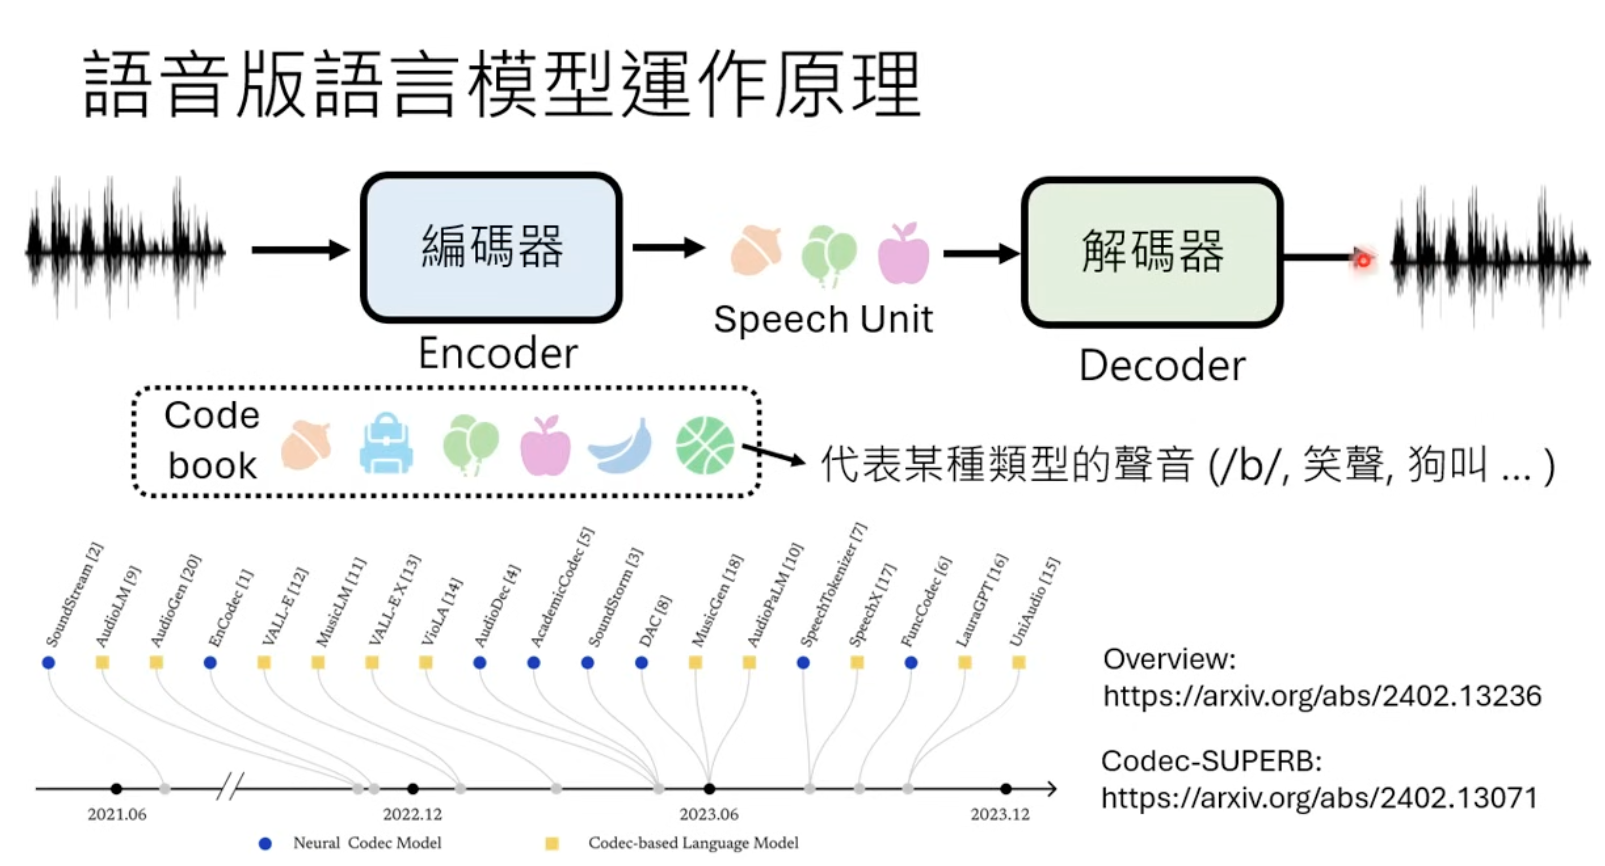 語音版語言模型運作原理
編碼器
解碼器
Speech Unit
Encoder
Decoder
Code
book
代表某種類型的聲音 (/b/, 笑聲, 狗叫 ... )
SoundStream [2]
AudioLM [9]
AudioGen [20]
EnCodec [1]
VALL-E [12]
MusicLM [11]
VALL-E X [13]
VioLA [14]
AudioDec [4]
AcademicCodec [5]
SoundStorm [3]
DAC [8]
MusicGen [18]
AudioPaLM [10]
SpeechTokenizer [7]
SpeechX [17]
FuncCodec [6]
LauraGPT [16]
UniAudio [15]
Overview:
https://arxiv.org/abs/2402.13236
Codec-SUPERB:
https://arxiv.org/abs/2402.13071
2021.06
2022.12
2023.06
2023.12
Neural Codec Model
Codec-based Language Model